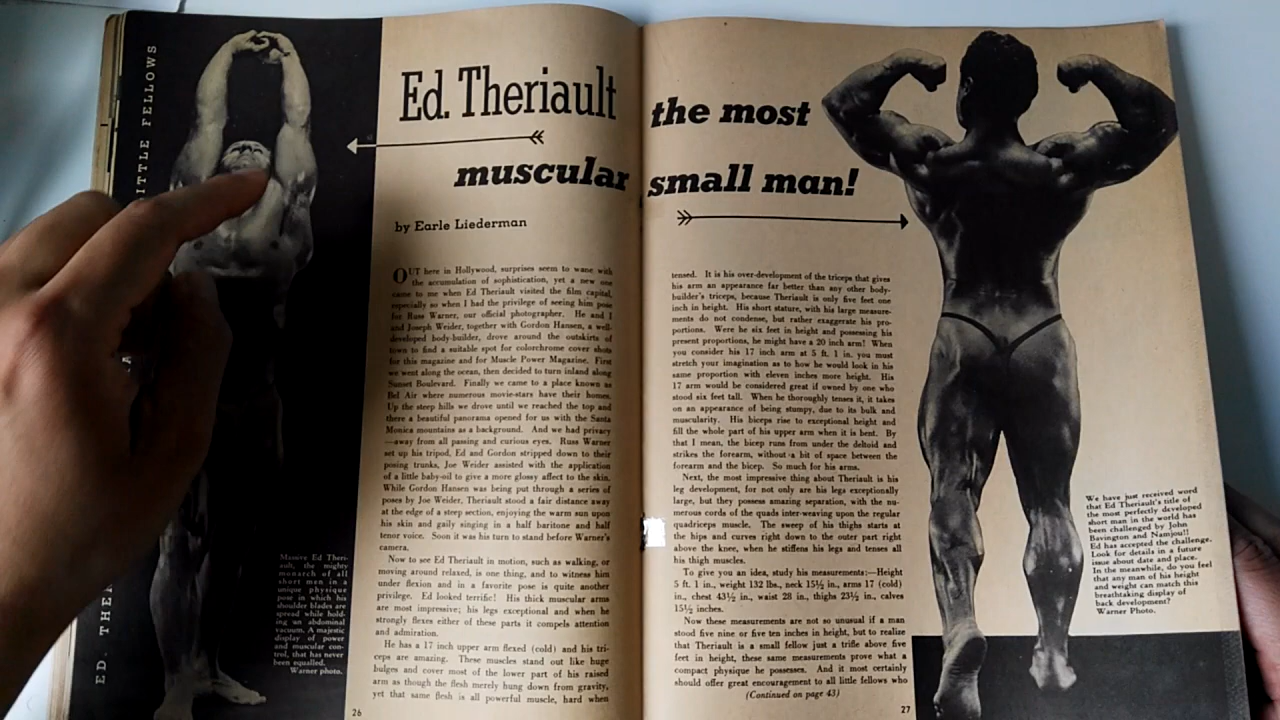 LITTLE FELLOWS
ED. THER
Ed. Theriault
the most
muscular
small man!
by Earle Liederman
OUT here in Hollywood, surprises seem to wane with
the accumulation of sophistication, yet a new one
came to me when Ed Theriault visited the film capital,
especially so when I had the privilege of seeing him pose
for Russ Warner, our official photographer. He and I
and Joseph Weider, together with Gordon Hansen, a well-
developed body-builder, drove around the outskirts of
town to find a suitable spot for colorchrome cover shots
for this magazine and for Muscle Power Magazine. First
we went along the ocean, then decided to turn inland along
Sunset Boulevard. Finally we came to a place known as
Bel Air where numerous movie-stars have their homes.
Up the steep hills we drove until we reached the top and
there a beautiful panorama opened for us with the Santa
Monica mountains as a background. And we had privacy
—away from all passing and curious eyes. Russ Warner
set up his tripod, Ed and Gordon stripped down to their
posing trunks, Joe Weider assisted with the application
of a little baby-oil to give a more glossy affect to the skin.
While Gordon Hansen was being put through a series of
poses by Joe Weider, Theriault stood a fair distance away
at the edge of a steep section, enjoying the warm sun upon
his skin and gaily singing in a half baritone and half
tenor voice. Soon it was his turn to stand before Warner's
camera.
Now to see Ed Theriault in motion, such as walking, or
moving around relaxed, is one thing, and to witness him
under flexion and in a favorite pose is quite another
privilege. Ed looked terrific! His thick muscular arms
are most impressive; his legs exceptional and when he
strongly flexes either of these parts it compels attention
and admiration.
He has a 17 inch upper arm flexed (cold) and his tri-
ceps are amazing. These muscles stand out like huge
bulges and cover most of the lower part of his raised
arm as though the flesh merely hung down from gravity,
yet that same flesh is all powerful muscle, hard when
26
Massive Ed Theri-
ault, the mighty
monarch of all
short men in a
unique physique
pose in which his
shoulder blades are
spread while hold-
ing an abdominal
vacuum. A majestic
display of power
and muscular con-
trol, that has never
been equalled.
Warner photo.
tensed. It is his over-development of the triceps that gives
his arm an appearance far better than any other body-
builder's triceps, because Theriault is only five feet one
inch in height. His short stature, with his large measure-
ments do not condense, but rather exaggerate his pro-
portions. Were he six feet in height and possessing his
present proportions, he might have a 20 inch arm! When
you consider his 17 inch arm at 5 ft. 1 in. you must
stretch your imagination as to how he would look in his
same proportion with eleven inches more height. His
17 arm would be considered great if owned by one who
stood six feet tall. When he thoroughly tenses it, it takes
on an appearance of being stumpy, due to its bulk and
muscularity. His biceps rise to exceptional height and
fill the whole part of his upper arm when it is bent. By
that I mean, the bicep runs from under the deltoid and
strikes the forearm, without a bit of space between the
forearm and the bicep. So much for his arms.
Next, the most impressive thing about Theriault is his
leg development, for not only are his legs exceptionally
large, but they possess amazing separation, with the nu-
merous cords of the quads inter-weaving upon the regular
quadriceps muscle. The sweep of his thighs starts at
the hips and curves right down to the outer part right
above the knee, when he stiffens his legs and tenses all
his thigh muscles.
To give you an idea, study his measurements:—Height
5 ft. 1 in., weight 132 lbs., neck 15½ in., arms 17 (cold)
in., chest 43½ in., waist 28 in., thighs 23½ in., calves
15½ inches.
Now these measurements are not so unusual if a man
stood five nine or five ten inches in height, but to realize
that Theriault is a small fellow just a trifle above five
feet in height, these same measurements prove what a
compact physique he possesses. And it most certainly
should offer great encouragement to all little fellows who
(Continued on page 43)
27
We have just received word
that Ed Theriault's title of
the most perfectly developed
short man in the world has
been challenged by John
Bavington and Namjou!!
Ed has accepted the challenge.
Look for details in a future
issue about date and place.
In the meanwhile, do you feel
that any man of his height
and weight can match this
breathtaking display of
back development?
Warner Photo.